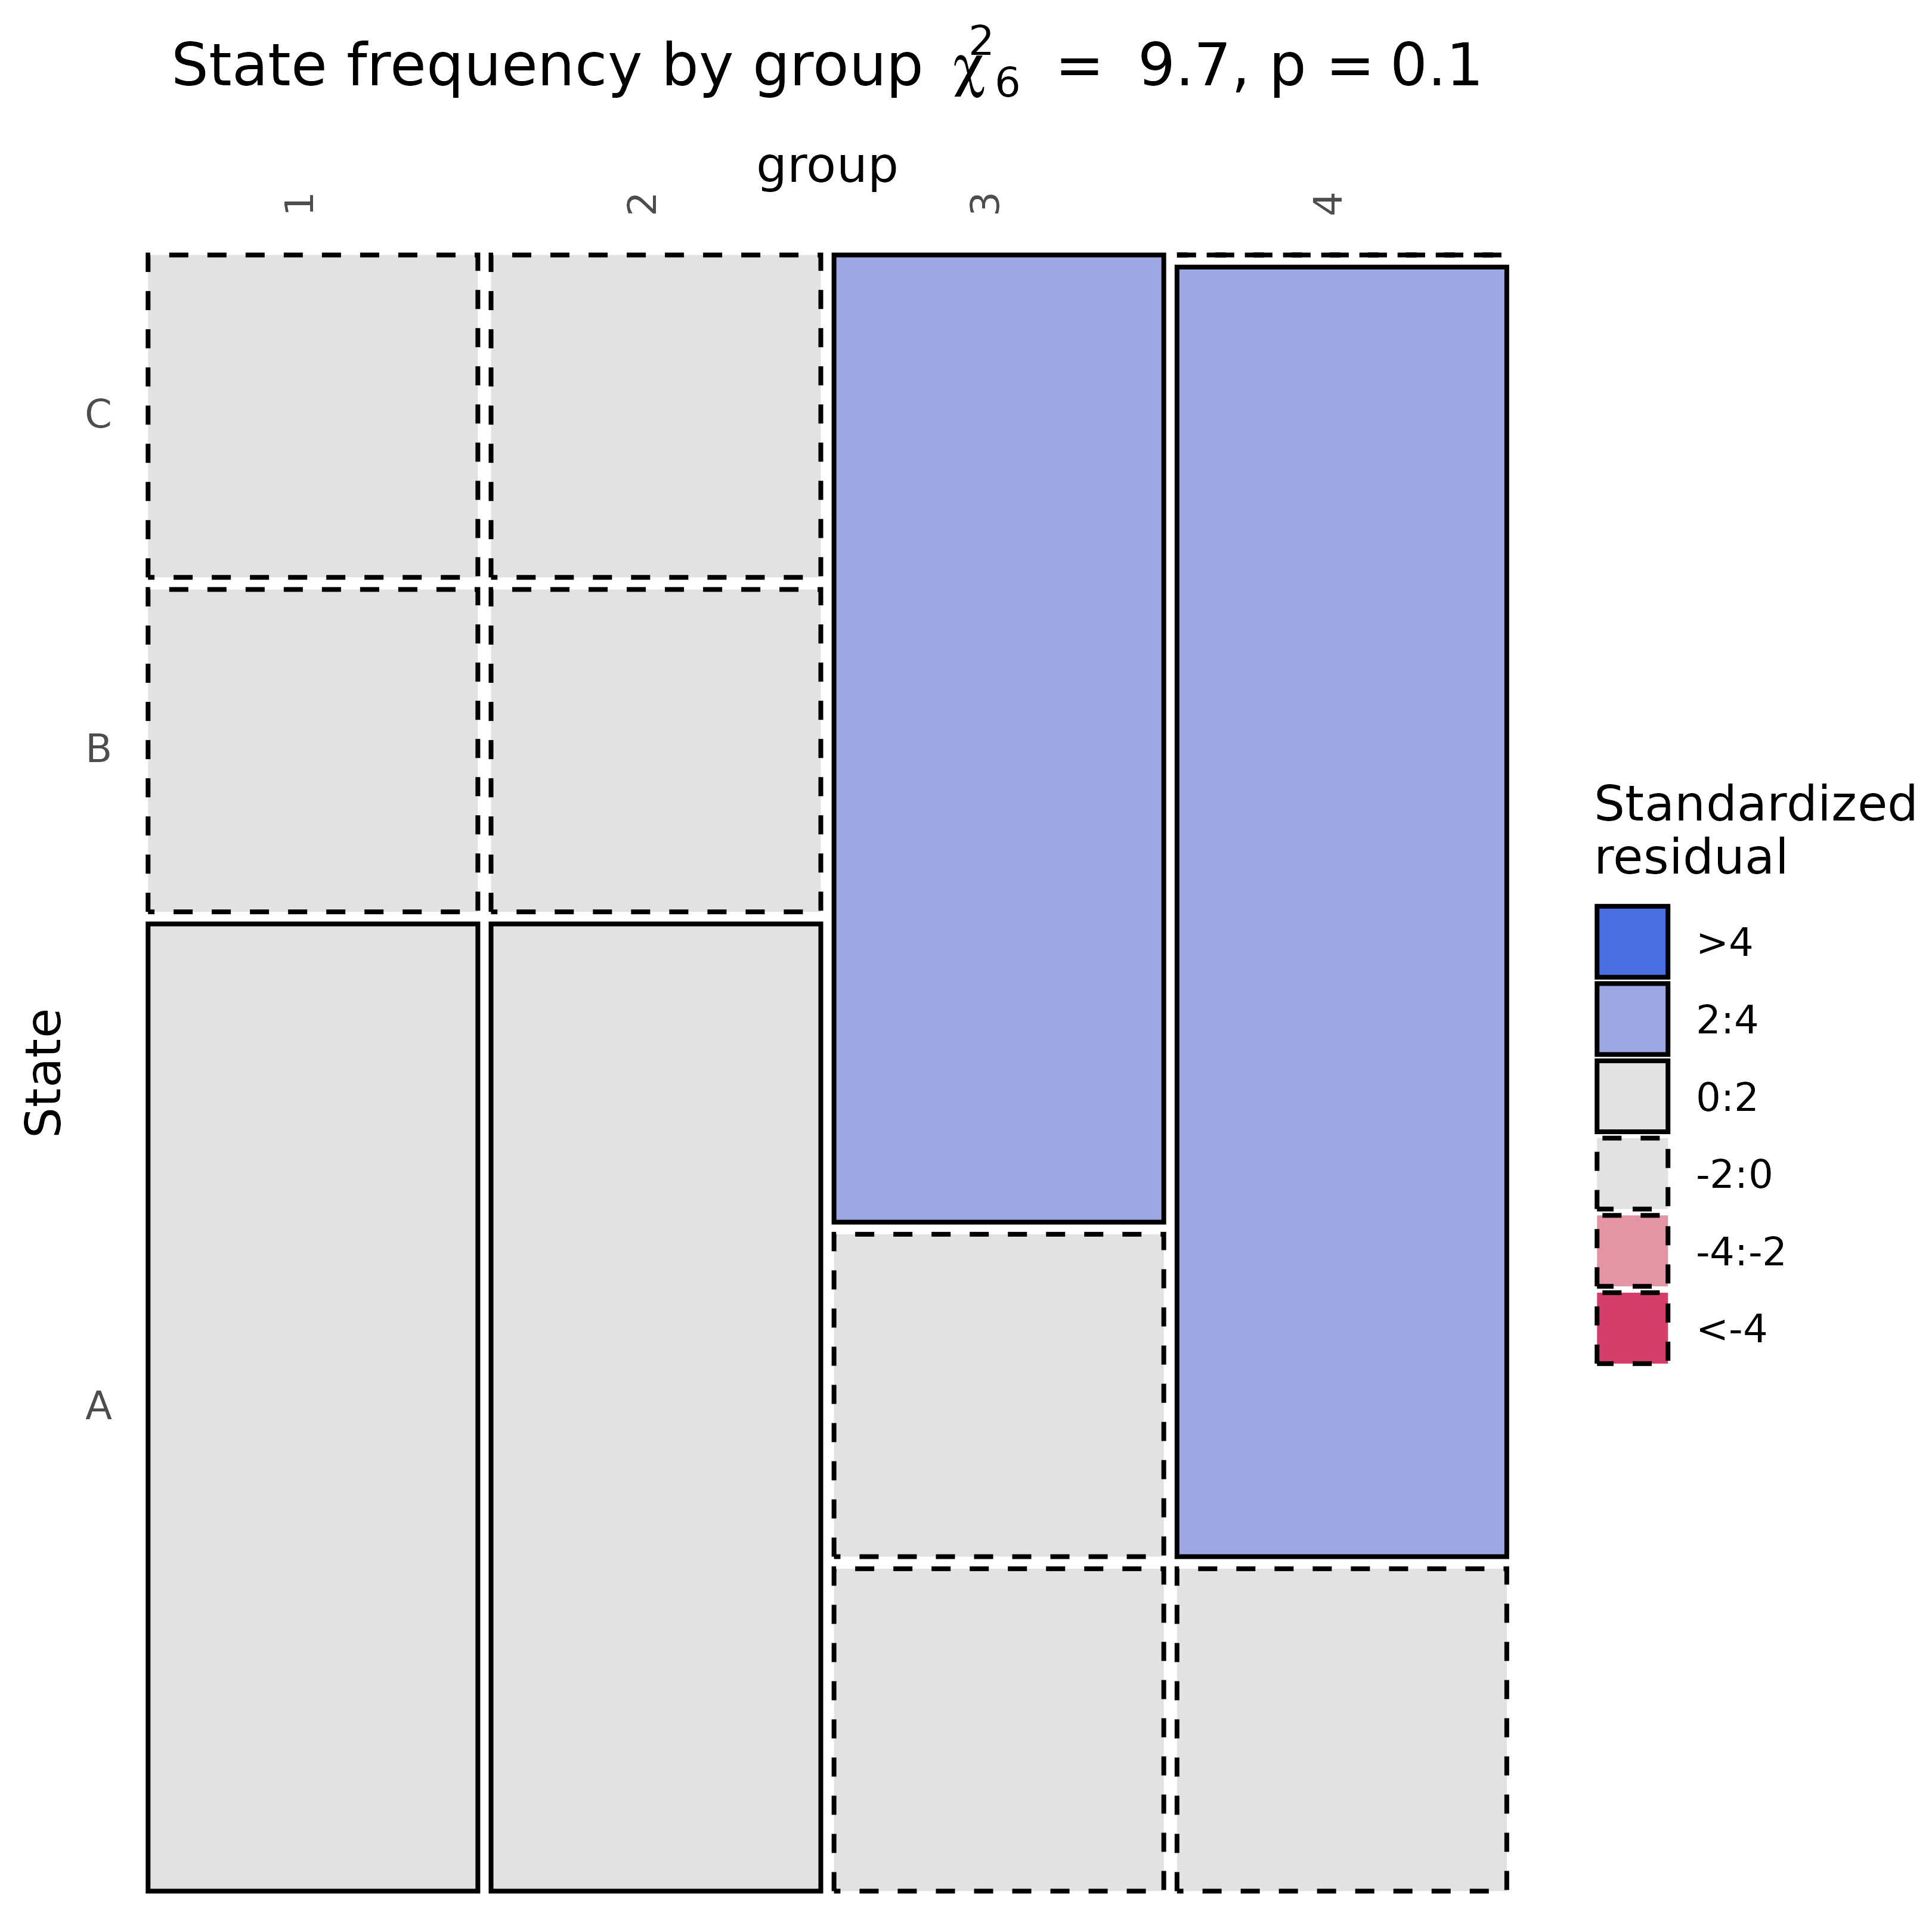 State frequency by group χ²₆ = 9.7, p = 0.1
group
1 2 3 4
C
B
A
State
Standardized
residual
>4
2:4
0:2
-2:0
-4:-2
<-4